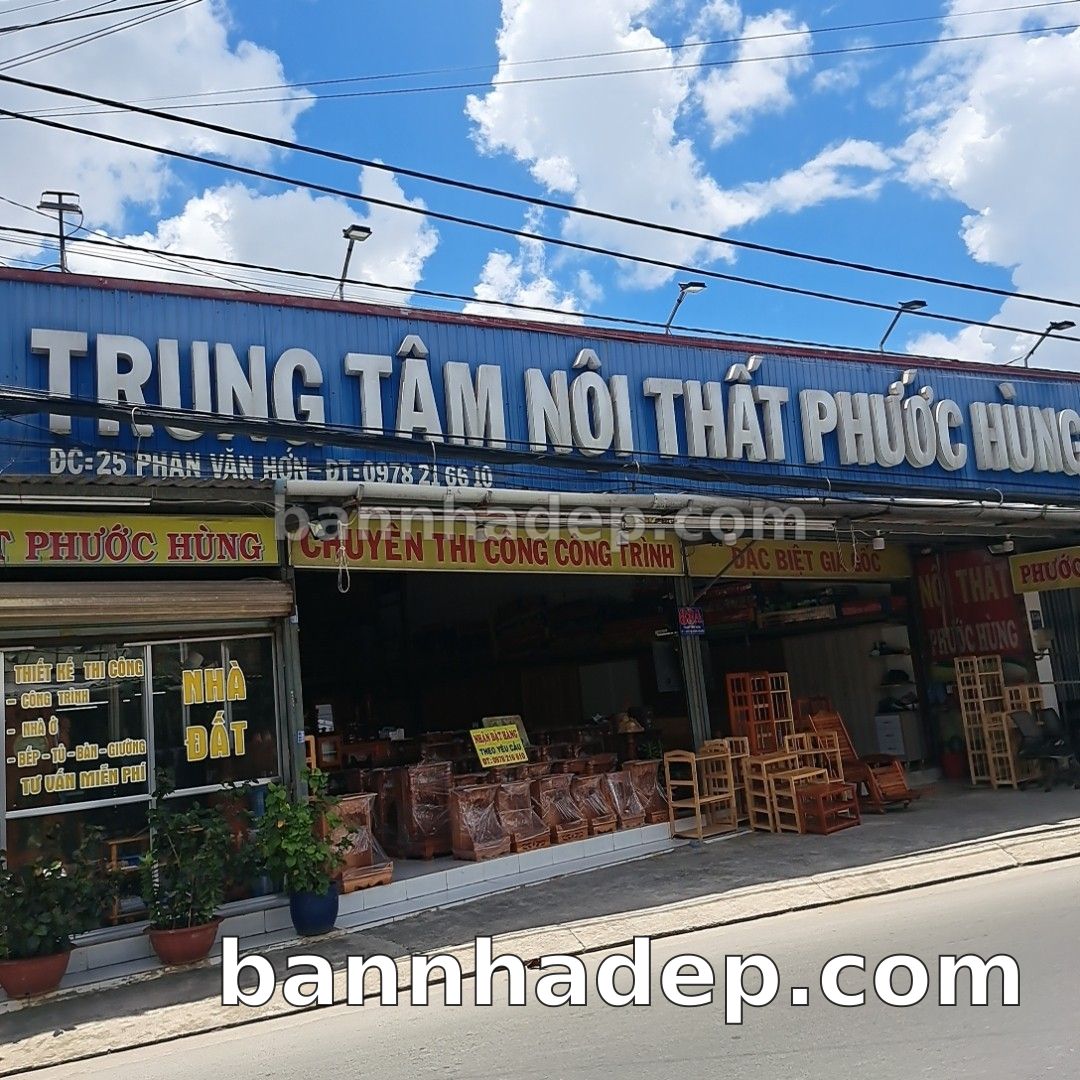 TRUNG TÂM NỘI THẤT PHƯỚC HÙNG
ĐC:25 PHAN VĂN HỚN-ĐT:0978 21 66 10
bannhadep.com
T PHƯỚC HÙNG
CHUYÊN THI CÔNG CÔNG TRÌNH
ĐẶC BIỆT GIÁ GỐC
PHƯỚC
NỘI THẤT
PHƯỚC HÙNG
THIẾT KẾ THI CÔNG
- CÔNG TRÌNH
- NHÀ Ở
- BẾP-TỦ-BÀN-GIƯỜNG
TƯ VẤN MIỄN PHÍ
NHÀ
ĐẤT
NHẬN ĐẶT HÀNG
THEO YÊU CẦU
bannhadep.com